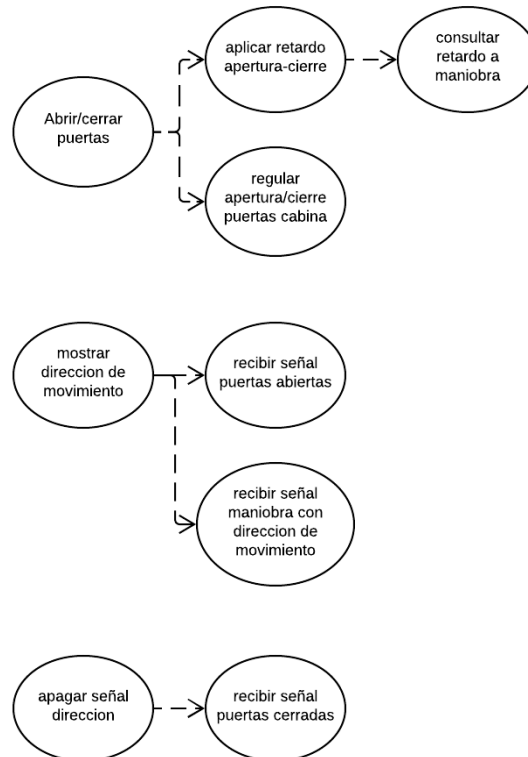 aplicar retardo
apertura-cierre
consultar
retardo a
maniobra
Abrir/cerrar
puertas
regular
apertura/cierre
puertas cabina
mostrar
direccion de
movimiento
recibir señal
puertas abiertas
recibir señal
maniobra con
direccion de
movimiento
apagar señal
direccion
recibir señal
puertas cerradas